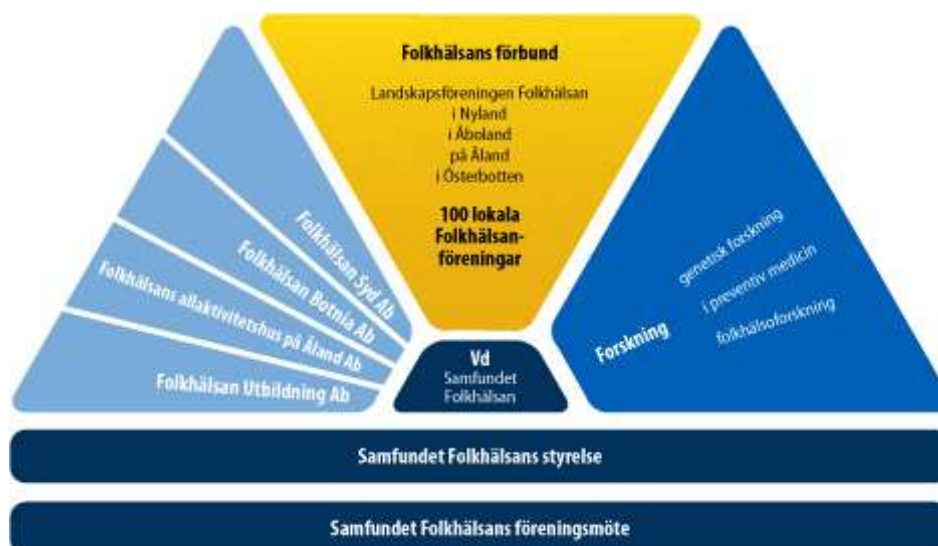 Folkhälsans förbund
Landskapsföreningen Folkhälsan
i Nyland
i Åboland
på Åland
i Österbotten
100 lokala
Folkhälsan-
föreningar
Folkhälsan Syd Ab
Folkhälsan Botnia Ab
Folkhälsans allaktivitetshus på Åland Ab
Folkhälsan Utbildning Ab
Vd
Samfundet
Folkhälsan
Forskning
genetisk forskning
i preventiv medicin
folkhälsoforskning
Samfundet Folkhälsans styrelse
Samfundet Folkhälsans föreningsmöte